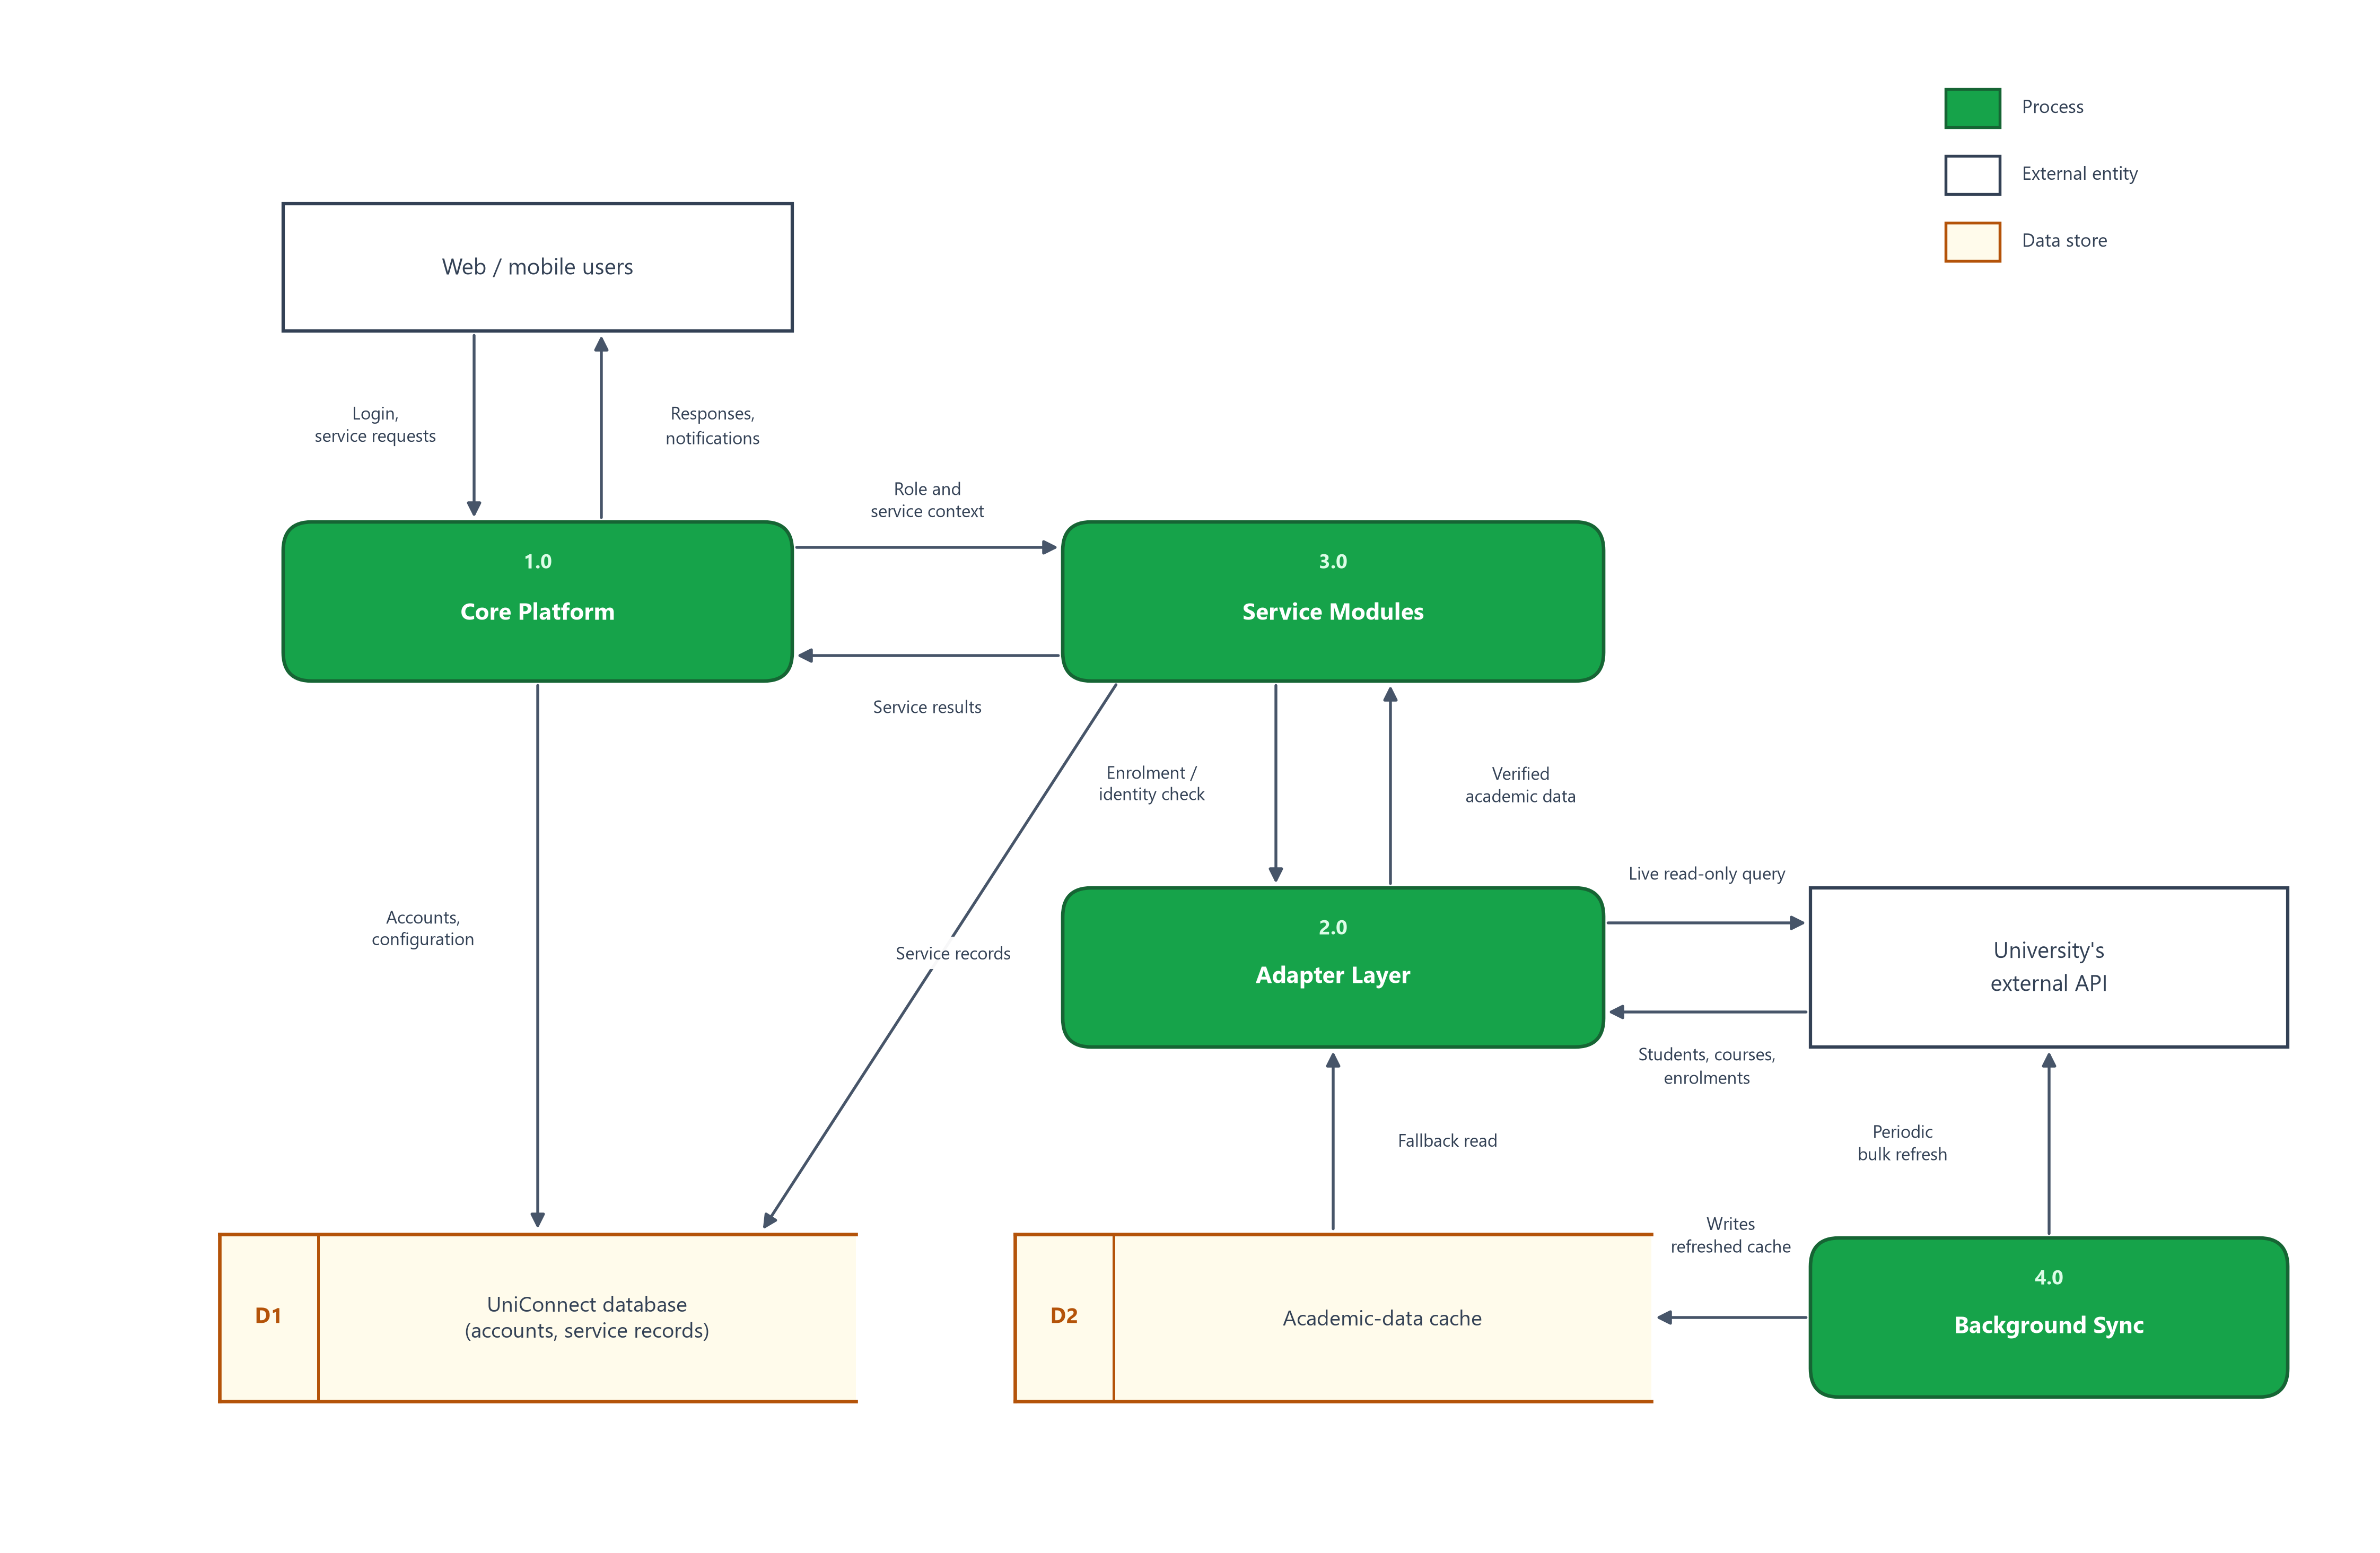 Process
External entity
Data store
Web / mobile users
Login,
service requests
Responses,
notifications
Role and
service context
1.0
Core Platform
3.0
Service Modules
Service results
Enrolment /
identity check
Verified
academic data
Live read-only query
Accounts,
configuration
Service records
2.0
Adapter Layer
University's
external API
Students, courses,
enrolments
Fallback read
Periodic
bulk refresh
Writes
refreshed cache
D1
UniConnect database
(accounts, service records)
D2
Academic-data cache
4.0
Background Sync